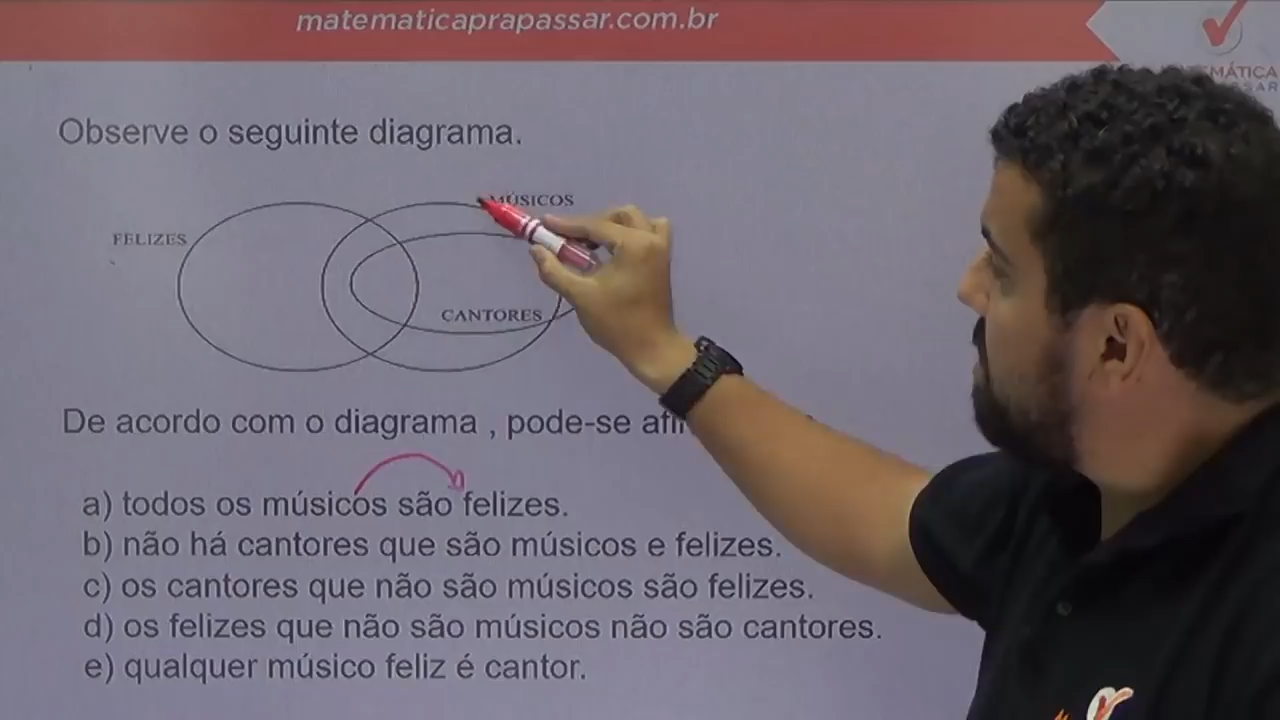 matematicaprapassar.com.br
MÁTICA
SSAR
Observe o seguinte diagrama.
MÚSICOS
FELIZES
CANTORES
De acordo com o diagrama , pode-se
a) todos os músicos são felizes.
b) não há cantores que são músicos e felizes.
c) os cantores que não são músicos são felizes.
d) os felizes que não são músicos não são cantores.
e) qualquer músico feliz é cantor.